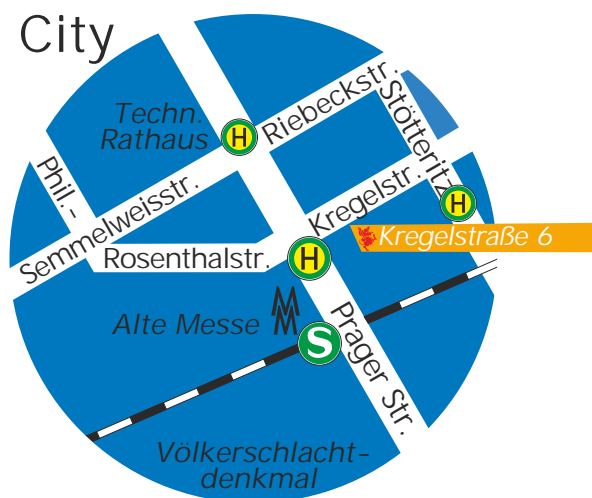 City
Techn.
Rathaus
H
Riebeckstr.
Stötteritz
Phil.-
Semmelweisstr.
Kregelstr.
H
Rosenthalstr.
H
Kregelstraße 6
Alte Messe
S
Prager Str.
Völkerschlacht-
denkmal